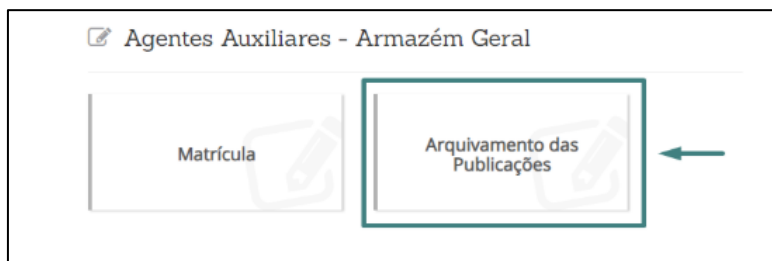 Agentes Auxiliares - Armazém Geral
Matrícula
Arquivamento das
Publicações